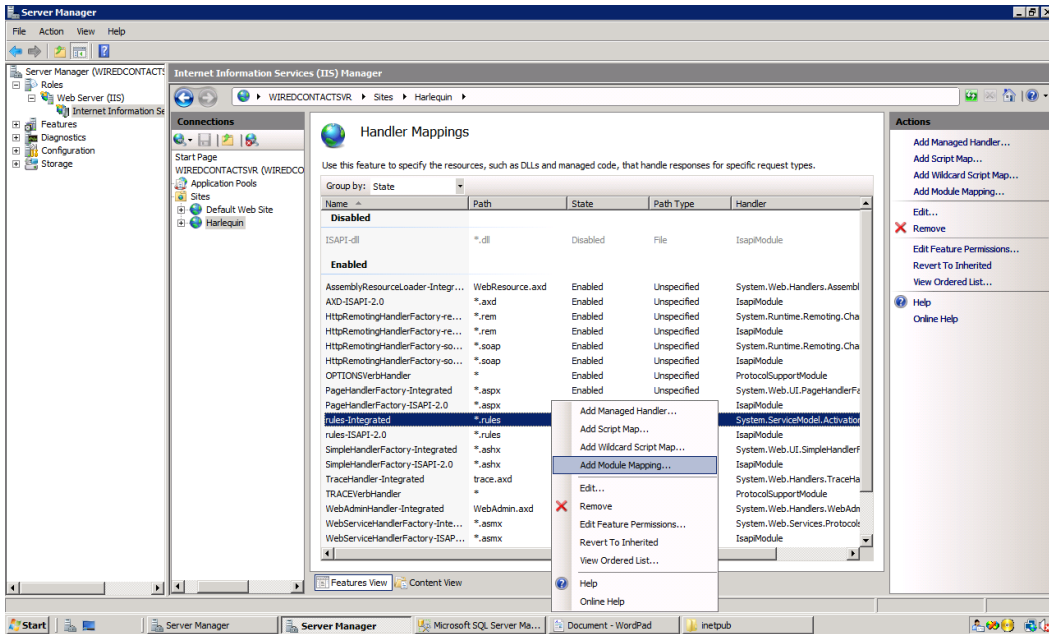 Server Manager
File Action View Help
Server Manager (WIREDCONTACTS
Roles
Web Server (IIS)
Internet Information Se
Features
Diagnostics
Configuration
Storage
Internet Information Services (IIS) Manager
WIREDCONTACTSVR Sites Harlequin
Connections
Start Page
WIREDCONTACTSVR (WIREDCO
Application Pools
Sites
Default Web Site
Harlequin
Handler Mappings
Use this feature to specify the resources, such as DLLs and managed code, that handle responses for specific request types.
Group by: State
Name Path State Path Type Handler
Disabled
ISAPI-dll *.dll Disabled File IsapiModule
Enabled
AssemblyResourceLoader-Integr... WebResource.axd Enabled Unspecified System.Web.Handlers.Assembl
AXD-ISAPI-2.0 *.axd Enabled Unspecified IsapiModule
HttpRemotingHandlerFactory-re... *.rem Enabled Unspecified System.Runtime.Remoting.Cha
HttpRemotingHandlerFactory-re... *.rem Enabled Unspecified IsapiModule
HttpRemotingHandlerFactory-so... *.soap Enabled Unspecified System.Runtime.Remoting.Cha
HttpRemotingHandlerFactory-so... *.soap Enabled Unspecified IsapiModule
OPTIONSVerbHandler * Enabled Unspecified ProtocolSupportModule
PageHandlerFactory-Integrated *.aspx Enabled Unspecified System.Web.UI.PageHandlerFa
PageHandlerFactory-ISAPI-2.0 *.aspx IsapiModule
rules-Integrated *.rules System.ServiceModel.Activation
rules-ISAPI-2.0 *.rules IsapiModule
SimpleHandlerFactory-Integrated *.ashx System.Web.UI.SimpleHandlerF
SimpleHandlerFactory-ISAPI-2.0 *.ashx IsapiModule
TraceHandler-Integrated trace.axd System.Web.Handlers.TraceHa
TRACEVerbHandler * ProtocolSupportModule
WebAdminHandler-Integrated WebAdmin.axd System.Web.Handlers.WebAdm
WebServiceHandlerFactory-Inte... *.asmx System.Web.Services.Protocols
WebServiceHandlerFactory-ISAP... *.asmx IsapiModule
Add Managed Handler...
Add Script Map...
Add Wildcard Script Map...
Add Module Mapping...
Edit...
Remove
Edit Feature Permissions...
Revert To Inherited
View Ordered List...
Help
Online Help
Features View Content View
Actions
Add Managed Handler...
Add Script Map...
Add Wildcard Script Map...
Add Module Mapping...
Edit...
Remove
Edit Feature Permissions...
Revert To Inherited
View Ordered List...
Help
Online Help
Start Server Manager Server Manager Microsoft SQL Server Ma... Document - WordPad inetpub